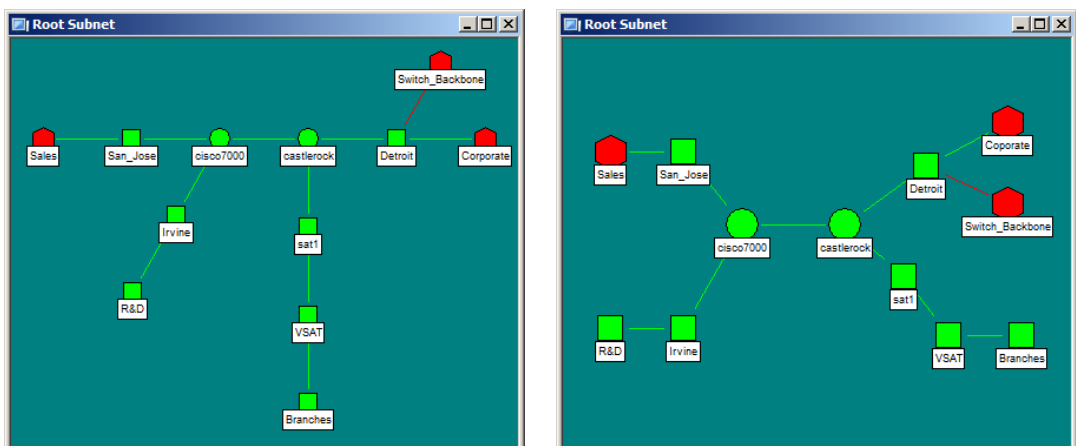 Root Subnet
Switch_Backbone
Sales
San_Jose
cisco7000
castlerock
Detroit
Corporate
Irvine
sat1
R&D
VSAT
Branches
Root Subnet
Coporate
Sales
San_Jose
Detroit
Switch_Backbone
cisco7000
castlerock
sat1
R&D
Irvine
VSAT
Branches